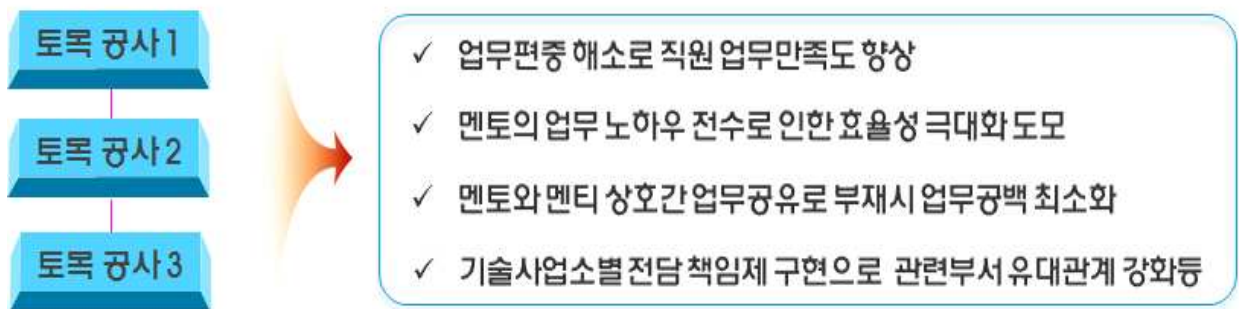 토목 공사 1
토목 공사 2
토목 공사 3
✓ 업무편중 해소로 직원 업무만족도 향상
✓ 멘토의 업무 노하우 전수로 인한 효율성 극대화 도모
✓ 멘토와 멘티 상호간 업무공유로 부재시 업무공백 최소화
✓ 기술사업소별 전담 책임제 구현으로 관련부서 유대관계 강화등